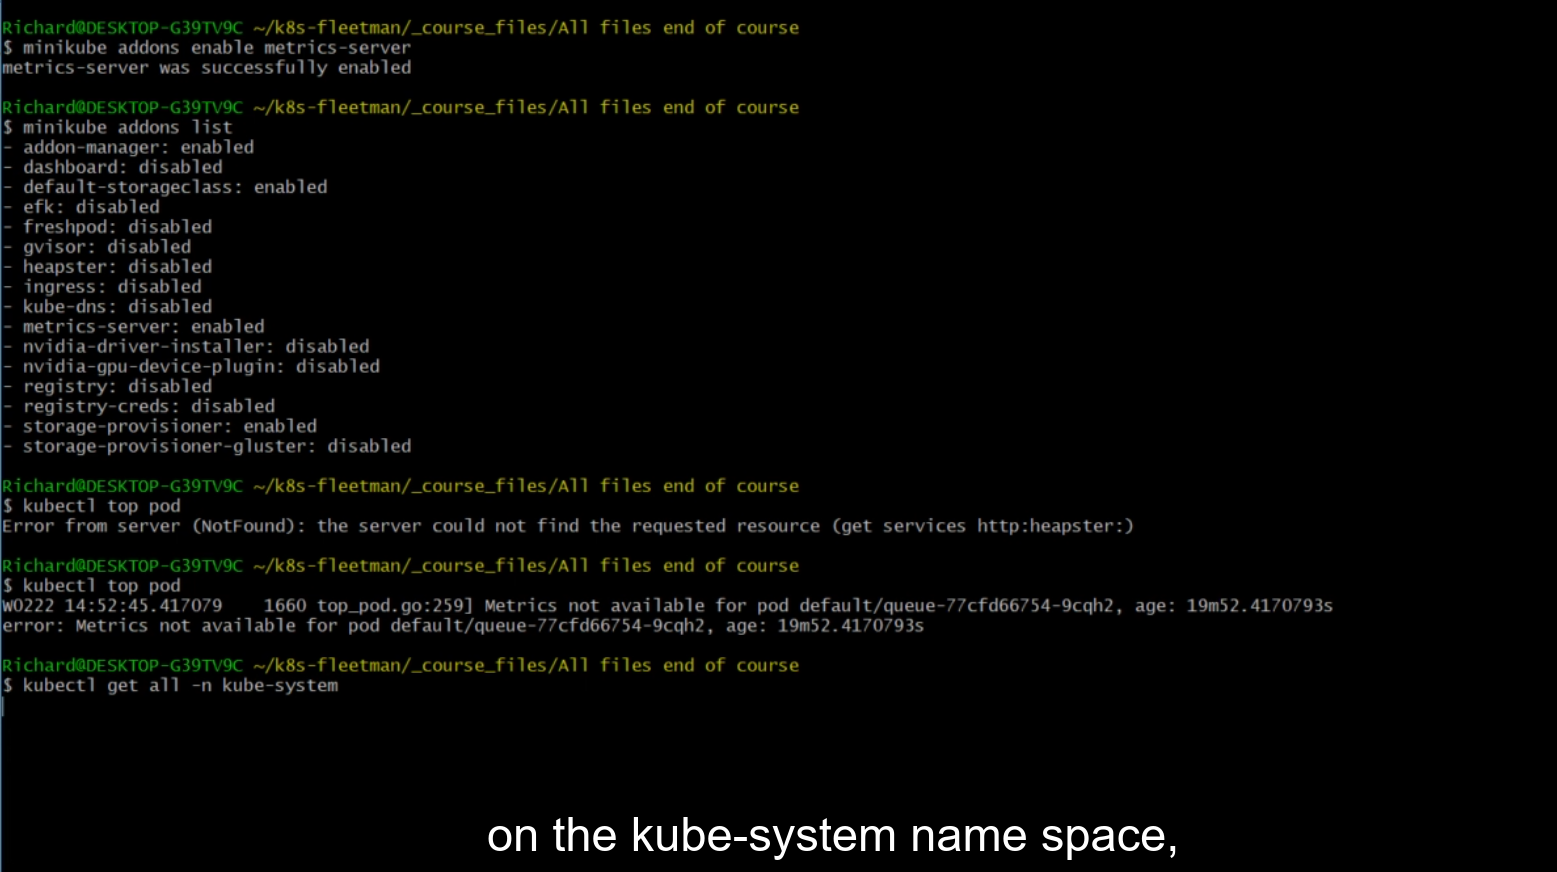 Richard@DESKTOP-G39TV9C ~/k8s-fleetman/_course_files/All files end of course
$ minikube addons enable metrics-server
metrics-server was successfully enabled
Richard@DESKTOP-G39TV9C ~/k8s-fleetman/_course_files/All files end of course
$ minikube addons list
- addon-manager: enabled
- dashboard: disabled
- default-storageclass: enabled
- efk: disabled
- freshpod: disabled
- gvisor: disabled
- heapster: disabled
- ingress: disabled
- kube-dns: disabled
- metrics-server: enabled
- nvidia-driver-installer: disabled
- nvidia-gpu-device-plugin: disabled
- registry: disabled
- registry-creds: disabled
- storage-provisioner: enabled
- storage-provisioner-gluster: disabled
Richard@DESKTOP-G39TV9C ~/k8s-fleetman/_course_files/All files end of course
$ kubectl top pod
Error from server (NotFound): the server could not find the requested resource (get services http:heapster:)
Richard@DESKTOP-G39TV9C ~/k8s-fleetman/_course_files/All files end of course
$ kubectl top pod
W0222 14:52:45.417079    1660 top_pod.go:259] Metrics not available for pod default/queue-77cfd66754-9cqh2, age: 19m52.4170793s
error: Metrics not available for pod default/queue-77cfd66754-9cqh2, age: 19m52.4170793s
Richard@DESKTOP-G39TV9C ~/k8s-fleetman/_course_files/All files end of course
$ kubectl get all -n kube-system
on the kube-system name space,